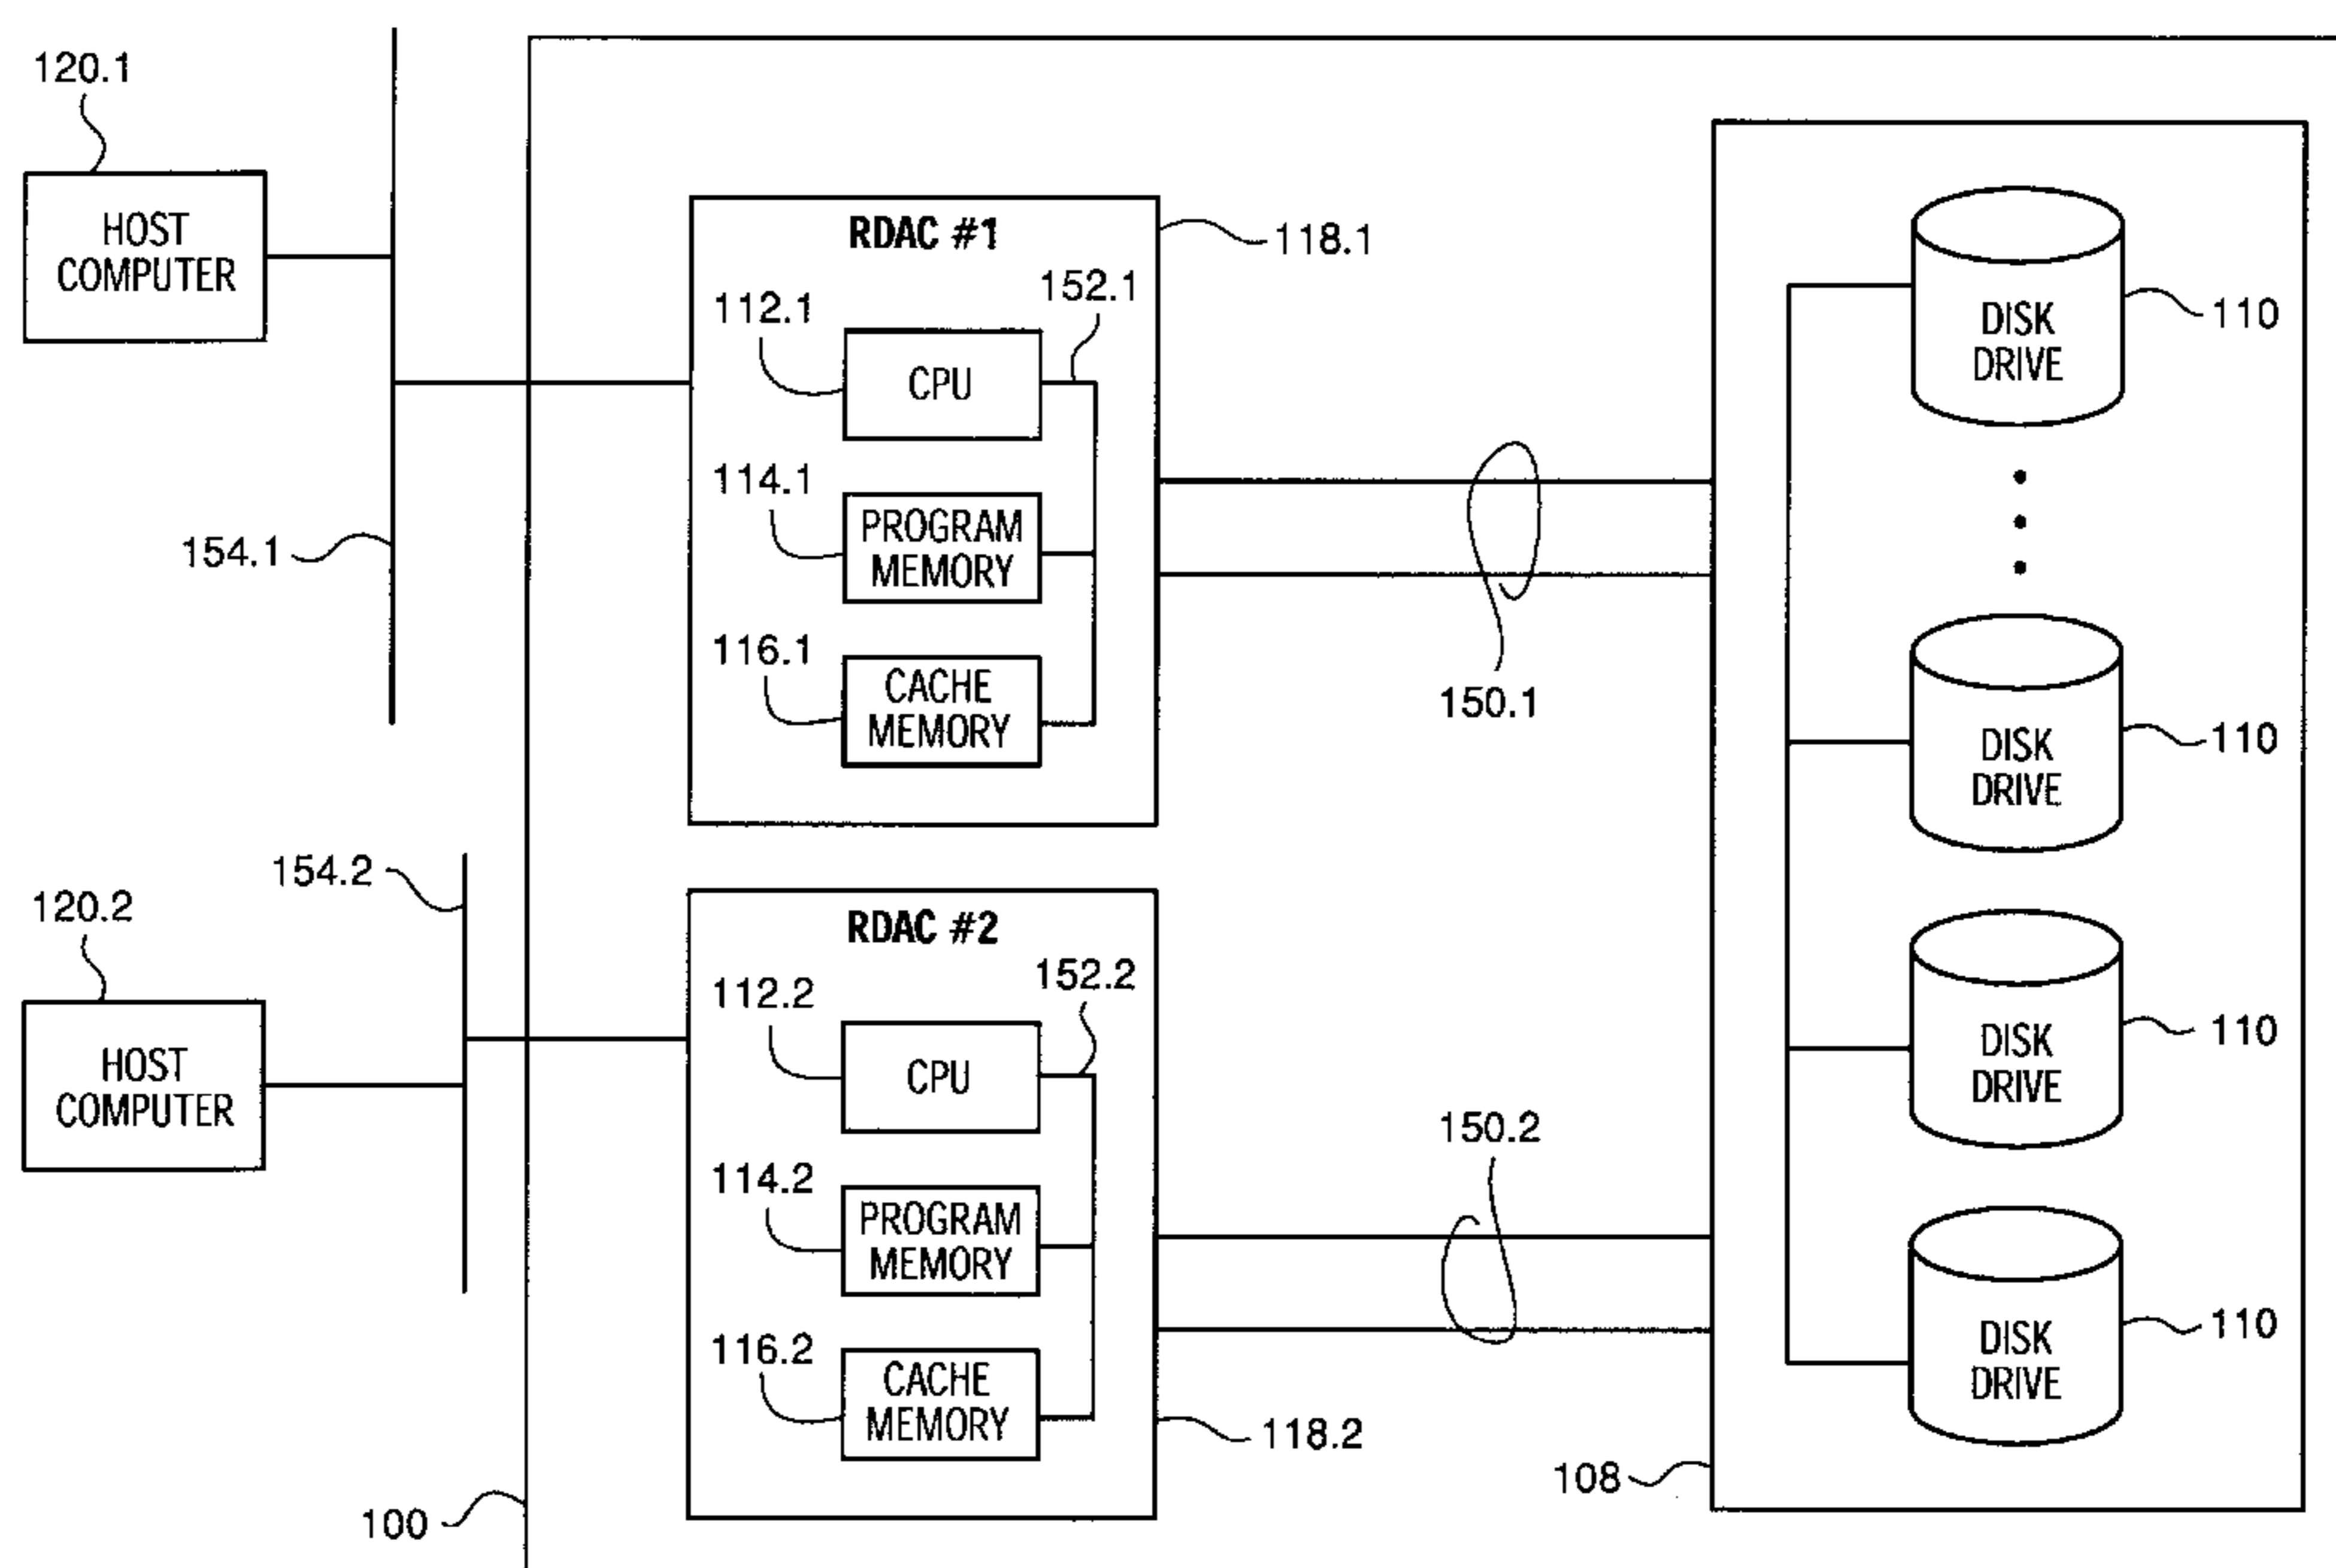 120.1
HOST
COMPUTER
154.1
RDAC #1
118.1
112.1
152.1
CPU
114.1
PROGRAM
MEMORY
116.1
CACHE
MEMORY
150.1
DISK
DRIVE
110
DISK
DRIVE
110
154.2
120.2
HOST
COMPUTER
RDAC #2
112.2
152.2
CPU
114.2
PROGRAM
MEMORY
116.2
CACHE
MEMORY
118.2
150.2
DISK
DRIVE
110
DISK
DRIVE
110
108
100